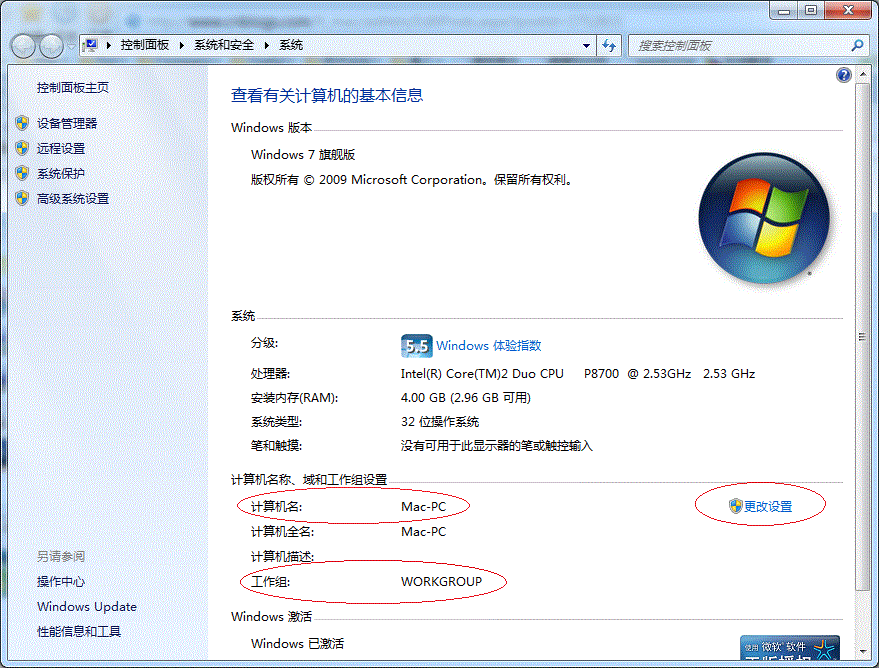 控制面板 ▸ 系统和安全 ▸ 系统
搜索控制面板
控制面板主页
设备管理器
远程设置
系统保护
高级系统设置
另请参阅
操作中心
Windows Update
性能信息和工具
查看有关计算机的基本信息
Windows 版本
Windows 7 旗舰版
版权所有 © 2009 Microsoft Corporation。保留所有权利。
系统
分级: 5.5 Windows 体验指数
处理器: Intel(R) Core(TM)2 Duo CPU P8700 @ 2.53GHz 2.53 GHz
安装内存(RAM): 4.00 GB (2.96 GB 可用)
系统类型: 32 位操作系统
笔和触摸: 没有可用于此显示器的笔或触控输入
计算机名称、域和工作组设置
计算机名: Mac-PC 更改设置
计算机全名: Mac-PC
计算机描述:
工作组: WORKGROUP
Windows 激活
Windows 已激活
使用 微软 软件